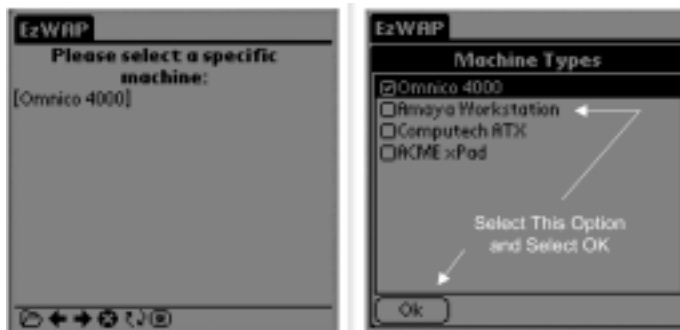 EzWAP
Please select a specific
machine:
[Omnico 4000]
EzWAP
Machine Types
Omnico 4000
Amaya Workstation
Computech ATX
ACME xPad
Select This Option
and Select OK
Ok